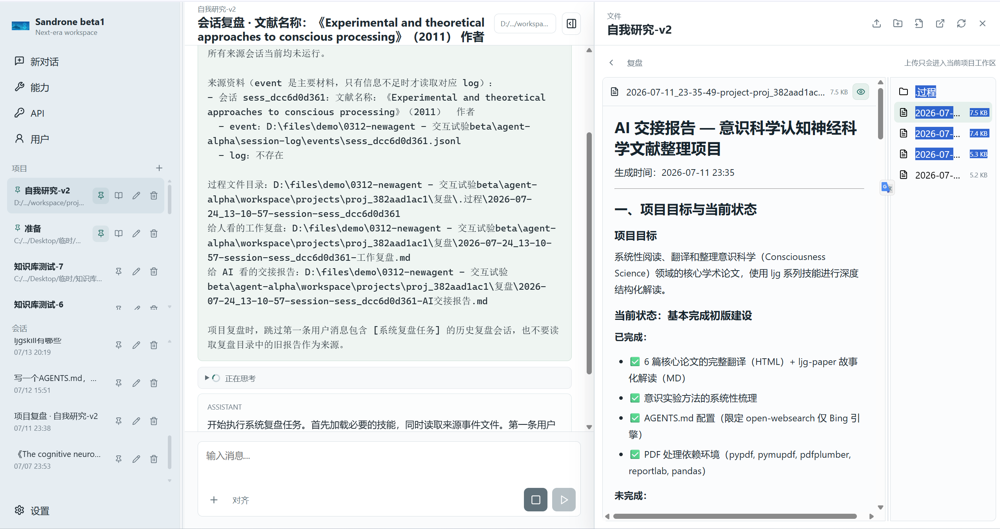 Sandrone beta1
Next-era workspace
新对话
能力
API
用户
项目
自我研究-v2
D:/.../workspace/proj...
准备
C:/.../Desktop/临时/...
知识库测试-7
C:/.../Desktop/临时/知识库...
知识库测试-6
会话
ljgskill有哪些
07/13 20:19
写一个AGENTS.md，...
07/12 15:51
项目复盘 · 自我研究-v2
07/11 23:38
《The cognitive neuro...
07/07 23:53
设置
自我研究-v2
会话复盘 · 文献名称：《Experimental and theoretical
approaches to conscious processing》（2011） 作者
D:/.../workspa...
所有来源会话当前均未运行。
来源资料（event 是主要材料，只有信息不足时才读取对应 log）：
- 会话 sess_dcc6d0d361：文献名称：《Experimental and theoretical
approaches to conscious processing》（2011） 作者
- event：D:\files\demo\0312-newagent - 交互试验beta\agent-
alpha\session-log\events\sess_dcc6d0d361.jsonl
- log：不存在
过程文件目录：D:\files\demo\0312-newagent - 交互试验beta\agent-
alpha\workspace\projects\proj_382aad1ac1\复盘\.过程\2026-07-
24_13-10-57-session-sess_dcc6d0d361
给人看的工作复盘：D:\files\demo\0312-newagent - 交互试验beta\agent-
alpha\workspace\projects\proj_382aad1ac1\复盘\2026-07-24_13-10-
57-session-sess_dcc6d0d361-工作复盘.md
给 AI 看的交接报告：D:\files\demo\0312-newagent - 交互试验
beta\agent-alpha\workspace\projects\proj_382aad1ac1\复盘\2026-
07-24_13-10-57-session-sess_dcc6d0d361-AI交接报告.md
项目复盘时，跳过第一条用户消息包含 [系统复盘任务] 的历史复盘会话，也不要读
取复盘目录中的旧报告作为来源。
正在思考
ASSISTANT
开始执行系统复盘任务。首先加载必要的技能，同时读取来源事件文件。第一条用户
输入消息...
对齐
文件
自我研究-v2
复盘
上传只会进入当前项目工作区
2026-07-11_23-35-49-project-proj_382aad1ac...
7.5 KB
AI 交接报告 — 意识科学认知神经科
学文献整理项目
生成时间：2026-07-11 23:35
一、项目目标与当前状态
项目目标
系统性阅读、翻译和整理意识科学（Consciousness
Science）领域的核心学术论文，使用 ljg 系列技能进行深度
结构化解读。
当前状态：基本完成初版建设
已完成：
• ✅ 6 篇核心论文的完整翻译（HTML）+ ljg-paper 故事
化解读（MD）
• ✅ 意识实验方法的系统性梳理
• ✅ AGENTS.md 配置（限定 open-websearch 仅 Bing 引
擎）
• ✅ PDF 处理依赖环境（pypdf, pymupdf, pdfplumber,
reportlab, pandas）
未完成：
.过程
2026-07-... 7.5 KB
2026-07-... 7.4 KB
2026-07-... 5.3 KB
2026-07-... 5.2 KB